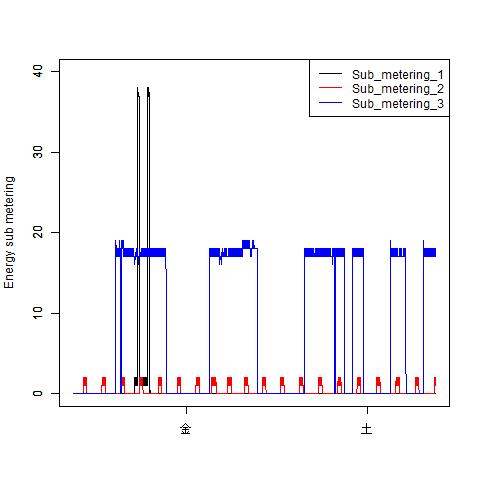 Sub_metering_1
Sub_metering_2
Sub_metering_3
Energy sub metering
40
30
20
10
0
金
土